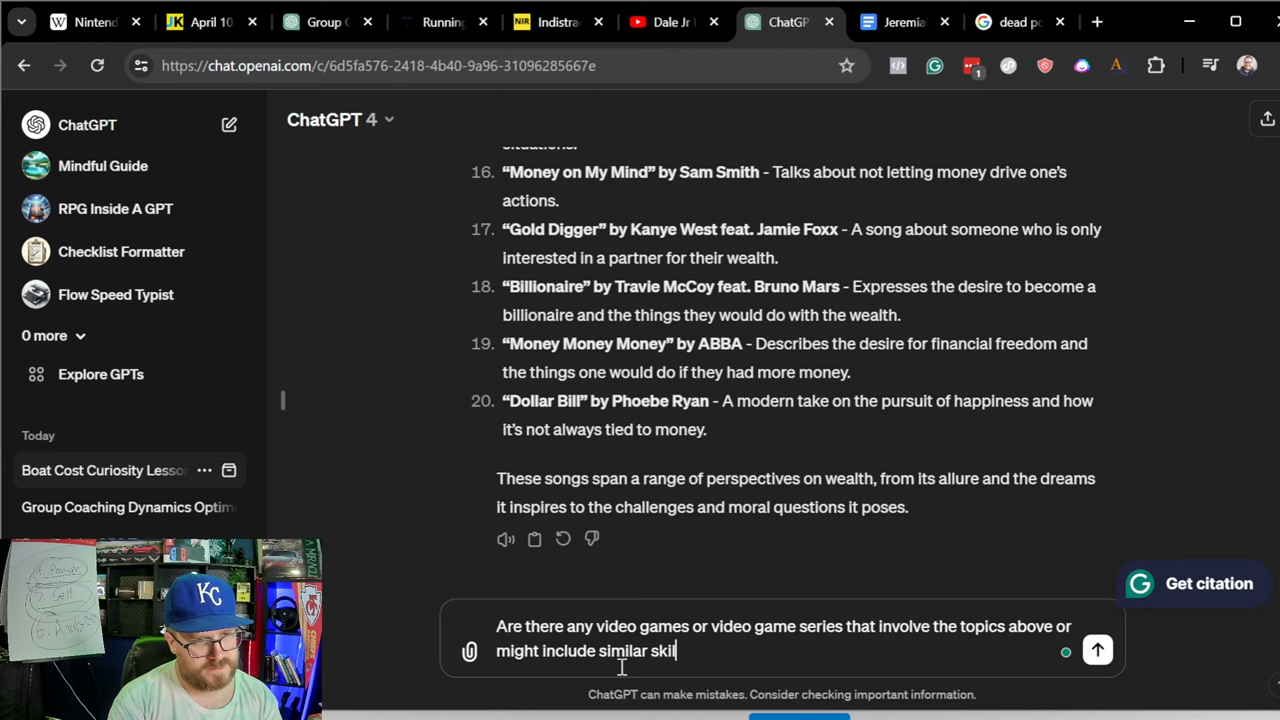 Nintend
April 10
Group C
Running
Indistra
Dale Jr
ChatGP
Jeremia
dead po
https://chat.openai.com/c/6d5fa576-2418-4b40-9a96-31096285667e
1
ChatGPT
ChatGPT 4
Mindful Guide
RPG Inside A GPT
Checklist Formatter
Flow Speed Typist
0 more
Explore GPTs
Today
Boat Cost Curiosity Lesso
Group Coaching Dynamics Optimi
situations.
16. “Money on My Mind” by Sam Smith - Talks about not letting money drive one’s
actions.
17. “Gold Digger” by Kanye West feat. Jamie Foxx - A song about someone who is only
interested in a partner for their wealth.
18. “Billionaire” by Travie McCoy feat. Bruno Mars - Expresses the desire to become a
billionaire and the things they would do with the wealth.
19. “Money Money Money” by ABBA - Describes the desire for financial freedom and
the things one would do if they had more money.
20. “Dollar Bill” by Phoebe Ryan - A modern take on the pursuit of happiness and how
it’s not always tied to money.
These songs span a range of perspectives on wealth, from its allure and the dreams
it inspires to the challenges and moral questions it poses.
Get citation
Are there any video games or video game series that involve the topics above or
might include similar skil
ChatGPT can make mistakes. Consider checking important information.
KC